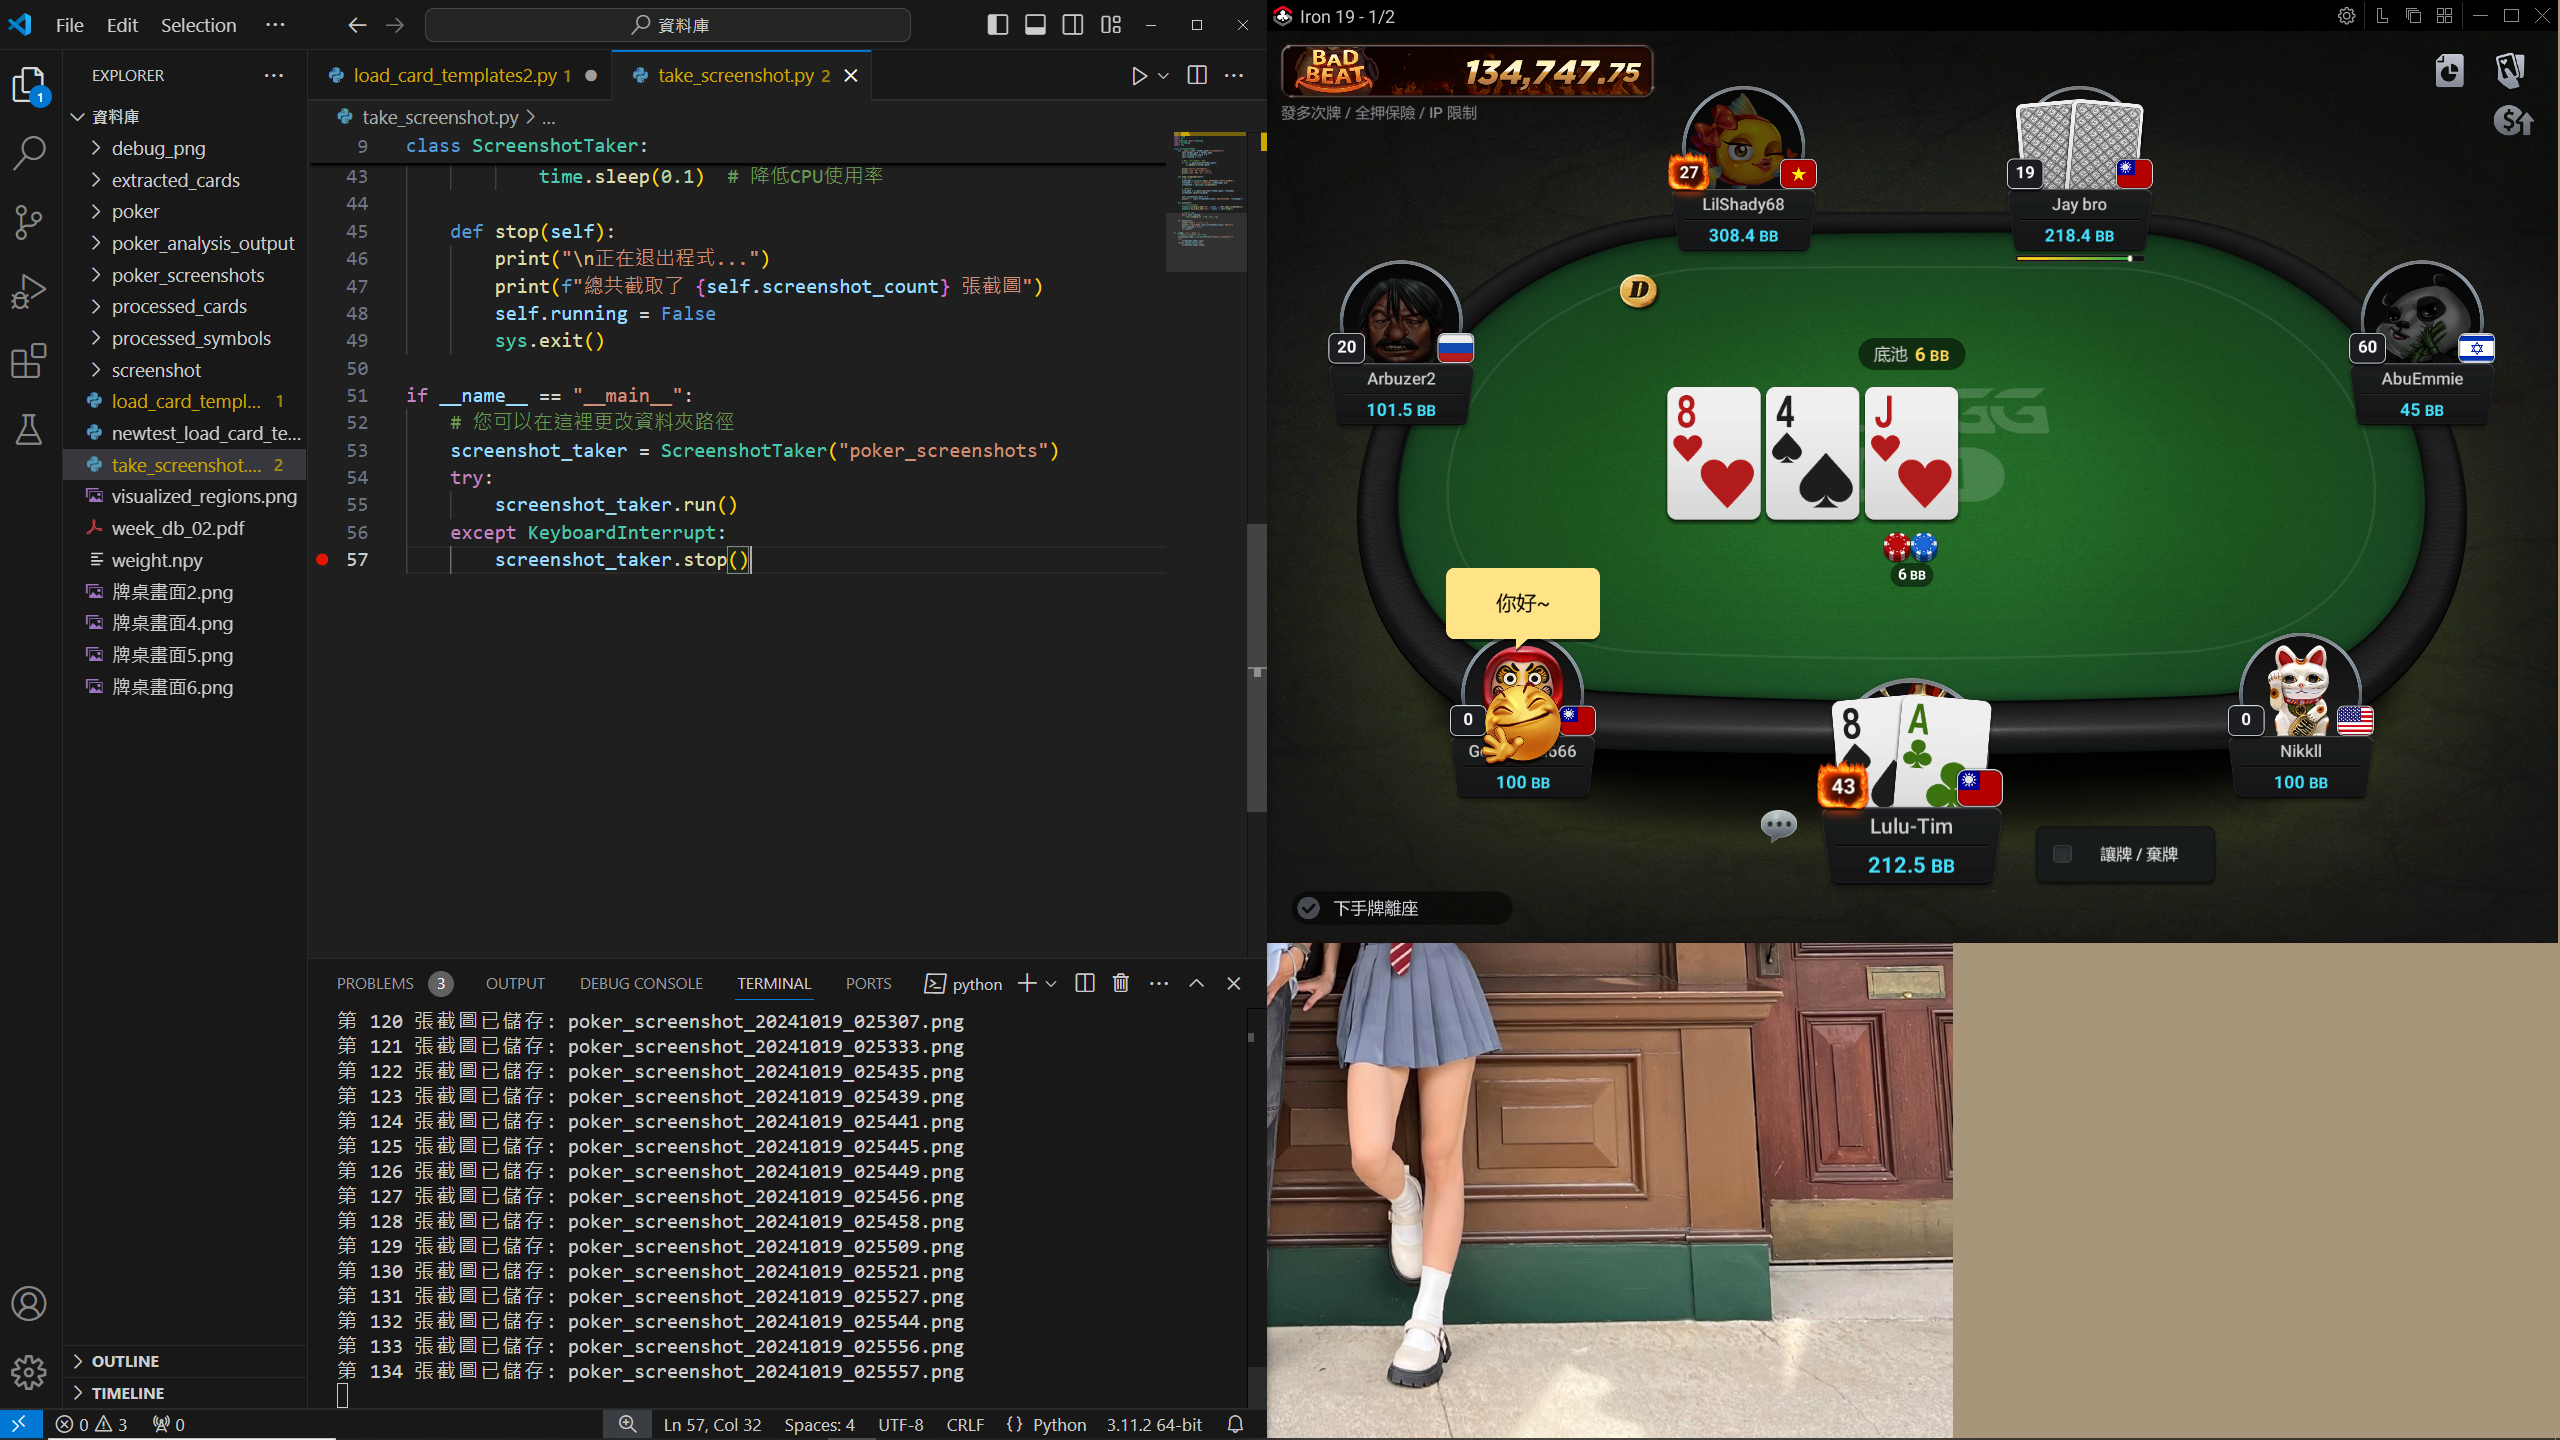 File Edit Selection ···
資料庫
EXPLORER ···
資料庫
debug_png
extracted_cards
poker
poker_analysis_output
poker_screenshots
processed_cards
processed_symbols
screenshot
load_card_templ... 1
newtest_load_card_te...
take_screenshot.... 2
visualized_regions.png
week_db_02.pdf
weight.npy
牌桌畫面2.png
牌桌畫面4.png
牌桌畫面5.png
牌桌畫面6.png
OUTLINE
TIMELINE
load_card_templates2.py 1
take_screenshot.py 2
take_screenshot.py > ...
9 class ScreenshotTaker:
43 time.sleep(0.1) # 降低CPU使用率
44
45 def stop(self):
46 print("\n正在退出程式...")
47 print(f"總共截取了 {self.screenshot_count} 張截圖")
48 self.running = False
49 sys.exit()
50
51 if __name__ == "__main__":
52 # 您可以在這裡更改資料夾路徑
53 screenshot_taker = ScreenshotTaker("poker_screenshots")
54 try:
55 screenshot_taker.run()
56 except KeyboardInterrupt:
57 screenshot_taker.stop()
PROBLEMS 3 OUTPUT DEBUG CONSOLE TERMINAL PORTS python
第 120 張截圖已儲存: poker_screenshot_20241019_025307.png
第 121 張截圖已儲存: poker_screenshot_20241019_025333.png
第 122 張截圖已儲存: poker_screenshot_20241019_025435.png
第 123 張截圖已儲存: poker_screenshot_20241019_025439.png
第 124 張截圖已儲存: poker_screenshot_20241019_025441.png
第 125 張截圖已儲存: poker_screenshot_20241019_025445.png
第 126 張截圖已儲存: poker_screenshot_20241019_025449.png
第 127 張截圖已儲存: poker_screenshot_20241019_025456.png
第 128 張截圖已儲存: poker_screenshot_20241019_025458.png
第 129 張截圖已儲存: poker_screenshot_20241019_025509.png
第 130 張截圖已儲存: poker_screenshot_20241019_025521.png
第 131 張截圖已儲存: poker_screenshot_20241019_025527.png
第 132 張截圖已儲存: poker_screenshot_20241019_025544.png
第 133 張截圖已儲存: poker_screenshot_20241019_025556.png
第 134 張截圖已儲存: poker_screenshot_20241019_025557.png
0 3 0 Ln 57, Col 32 Spaces: 4 UTF-8 CRLF {} Python 3.11.2 64-bit
Iron 19 - 1/2
BAD BEAT 134,747.75
發多次牌 / 全押保險 / IP 限制
27
LilShady68
308.4 BB
19
Jay bro
218.4 BB
D
20
Arbuzer2
101.5 BB
60
AbuEmmie
45 BB
底池 6 BB
8 4 J
6 BB
你好~
0
100 BB
8 A
43
Lulu-Tim
212.5 BB
0
Nikkll
100 BB
讓牌 / 棄牌
下手牌離座